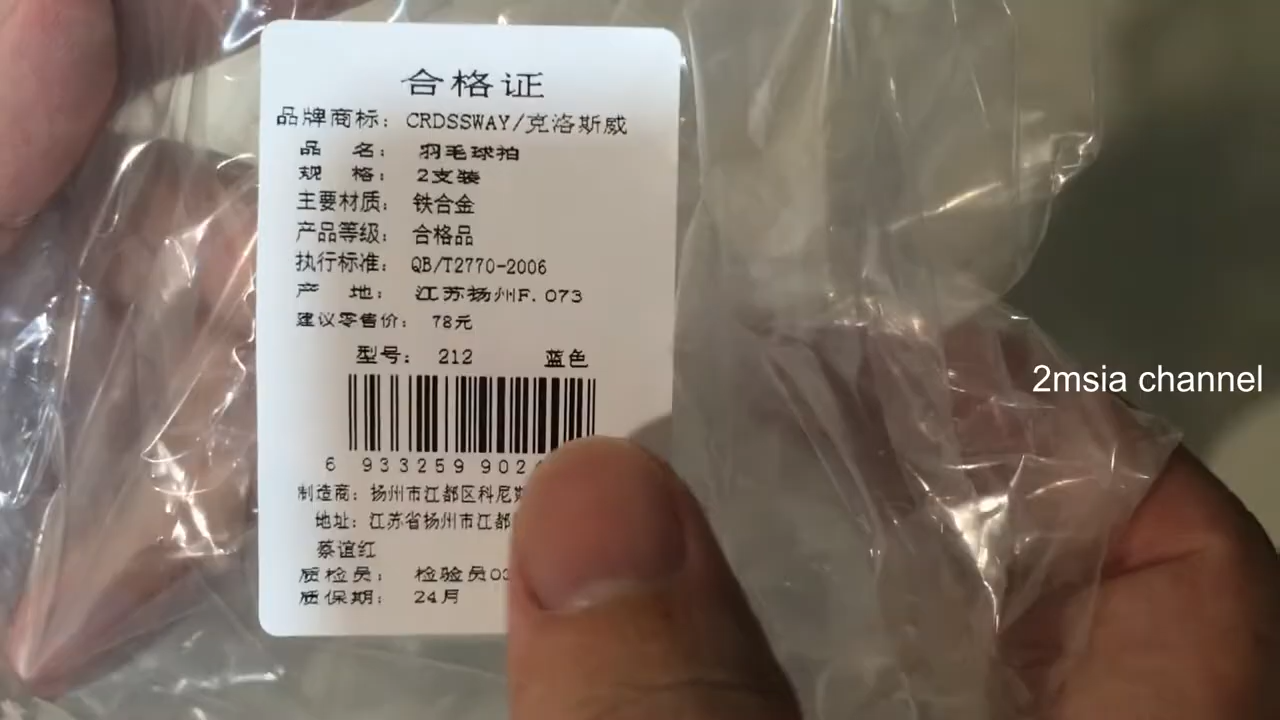 合格证
品牌商标: CRDSSWAY/克洛斯威
品 名: 羽毛球拍
规 格: 2支装
主要材质: 铁合金
产品等级: 合格品
执行标准: QB/T2770-2006
产 地: 江苏扬州F.073
建议零售价: 78元
型号: 212 蓝色
6 933259 902
制造商: 扬州市江都区科尼
地址: 江苏省扬州市江都
蔡谊红
质检员: 检验员03
质保期: 24月
2msia channel